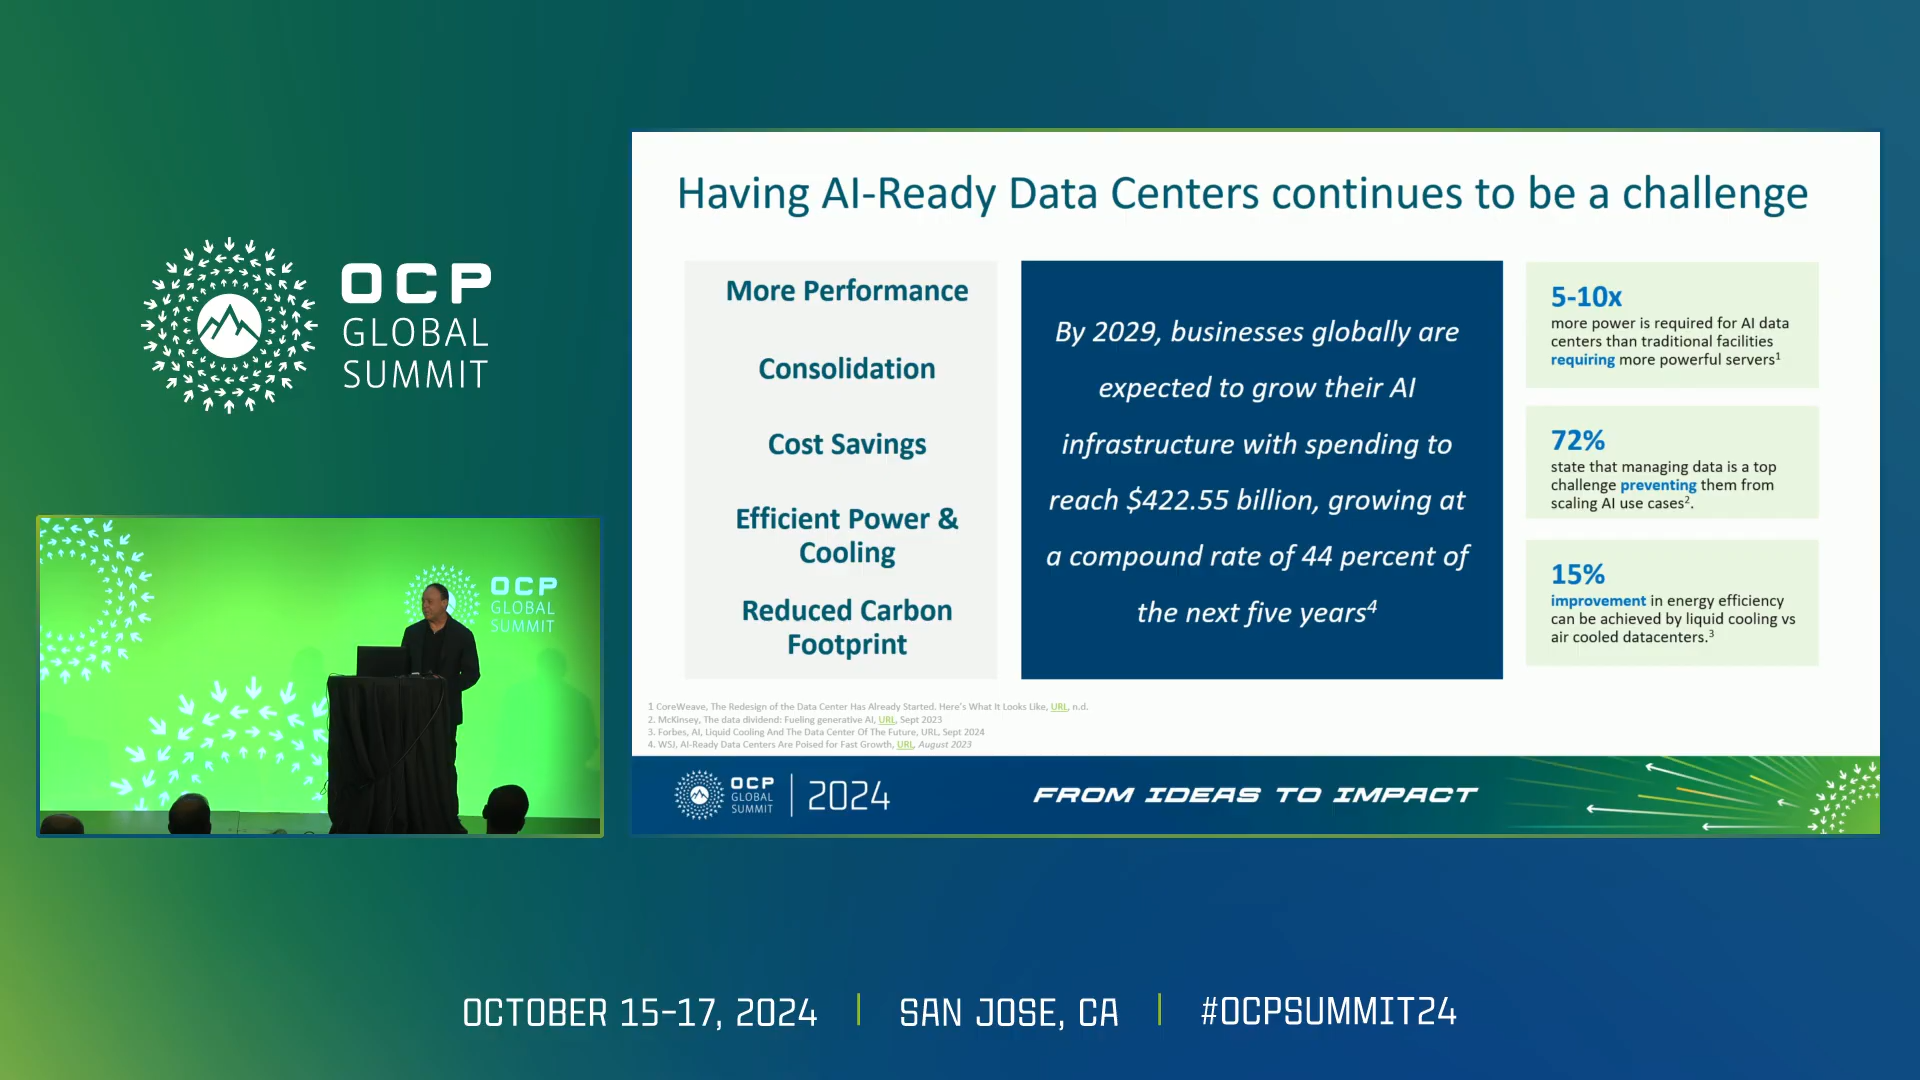 OCP
GLOBAL
SUMMIT
OCP
GLOBAL
SUMMIT
Having AI-Ready Data Centers continues to be a challenge
More Performance
Consolidation
Cost Savings
Efficient Power &
Cooling
Reduced Carbon
Footprint
By 2029, businesses globally are
expected to grow their AI
infrastructure with spending to
reach $422.55 billion, growing at
a compound rate of 44 percent of
the next five years⁴
5-10x
more power is required for AI data
centers than traditional facilities
requiring more powerful servers¹
72%
state that managing data is a top
challenge preventing them from
scaling AI use cases².
15%
improvement in energy efficiency
can be achieved by liquid cooling vs
air cooled datacenters.³
1 CoreWeave, The Redesign of the Data Center Has Already Started. Here's What It Looks Like, URL, n.d.
2. McKinsey, The data dividend: Fueling generative AI, URL, Sept 2023
3. Forbes, AI, Liquid Cooling And The Data Center Of The Future, URL, Sept 2024
4. WSJ, AI-Ready Data Centers Are Poised for Fast Growth, URL, August 2023
OCP
GLOBAL
SUMMIT
2024
FROM IDEAS TO IMPACT
OCTOBER 15-17, 2024 | SAN JOSE, CA | #OCPSUMMIT24